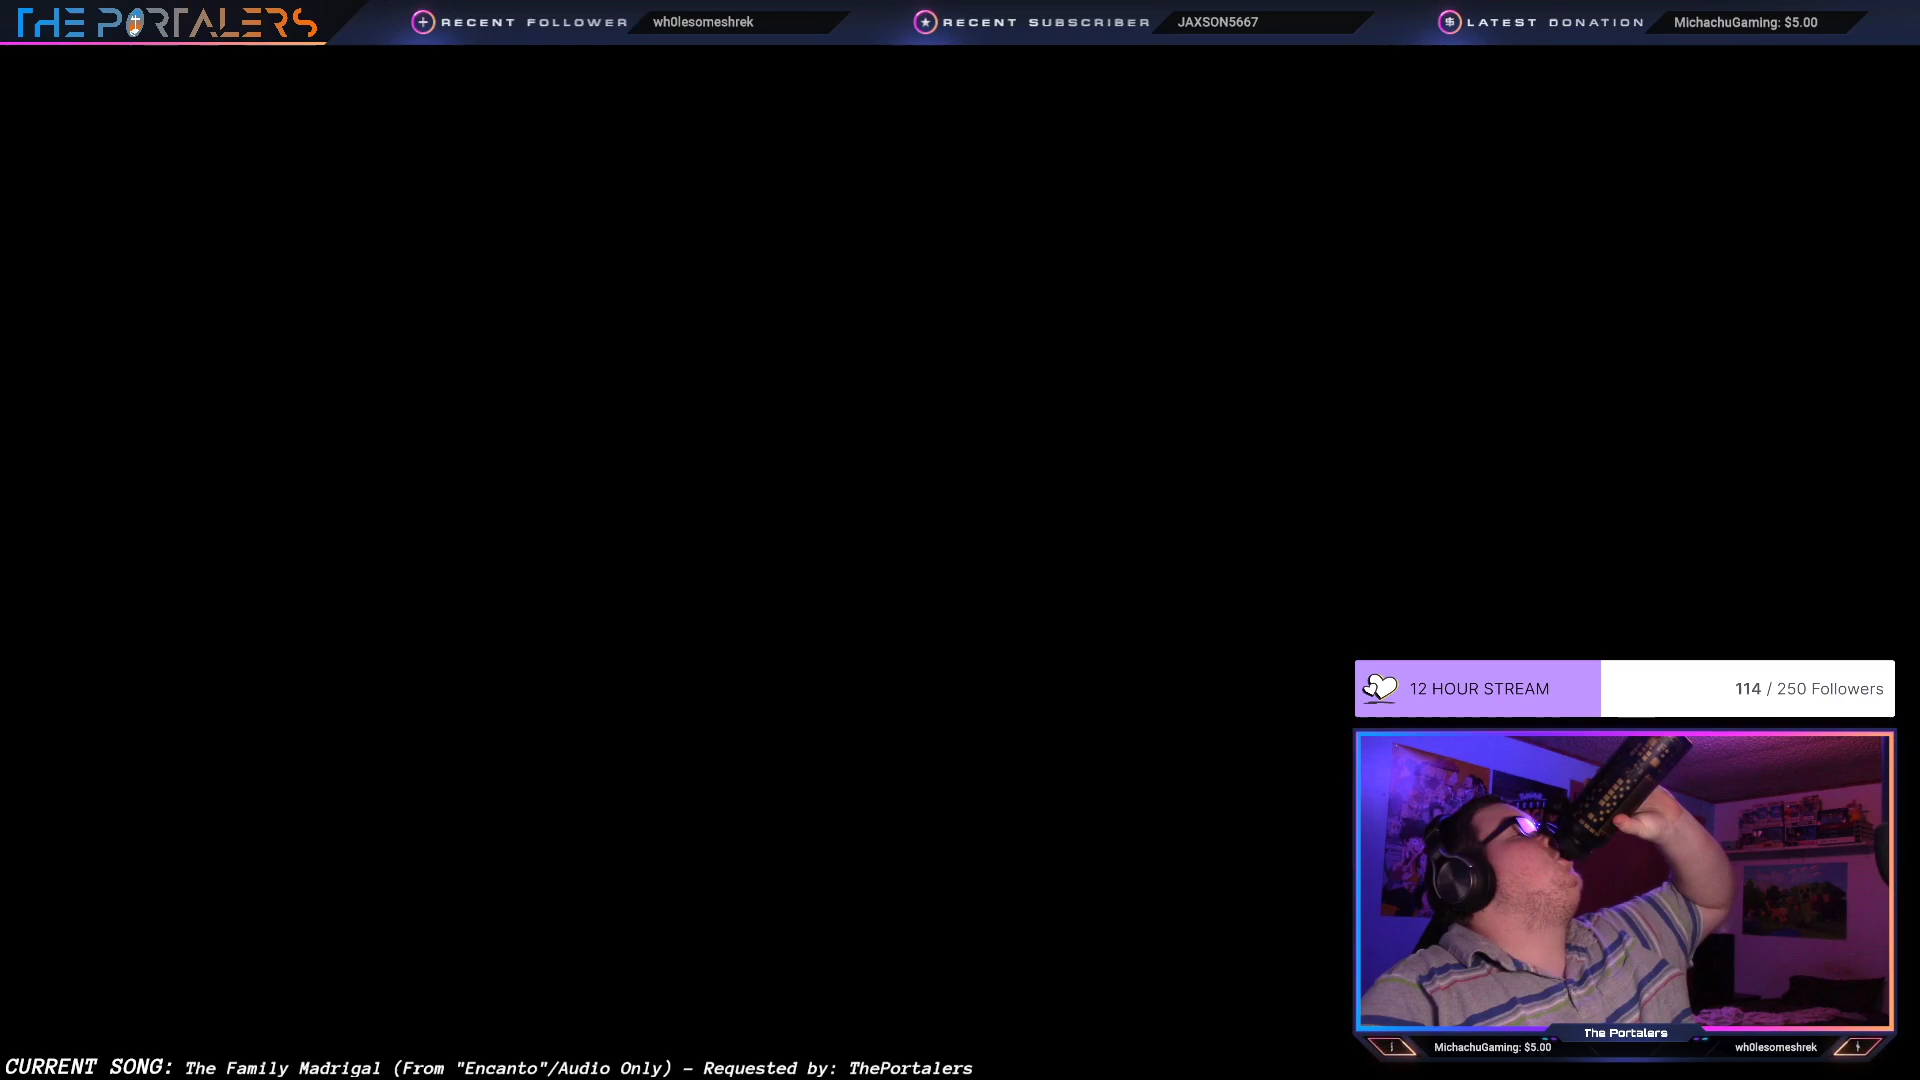 THE PORTALERS
RECENT FOLLOWER wh0lesomeshrek
RECENT SUBSCRIBER JAXSON5667
LATEST DONATION MichachuGaming: $5.00
12 HOUR STREAM 114 / 250 Followers
The Portalers
MichachuGaming: $5.00 wh0lesomeshrek
CURRENT SONG: The Family Madrigal (From "Encanto"/Audio Only) - Requested by: ThePortalers